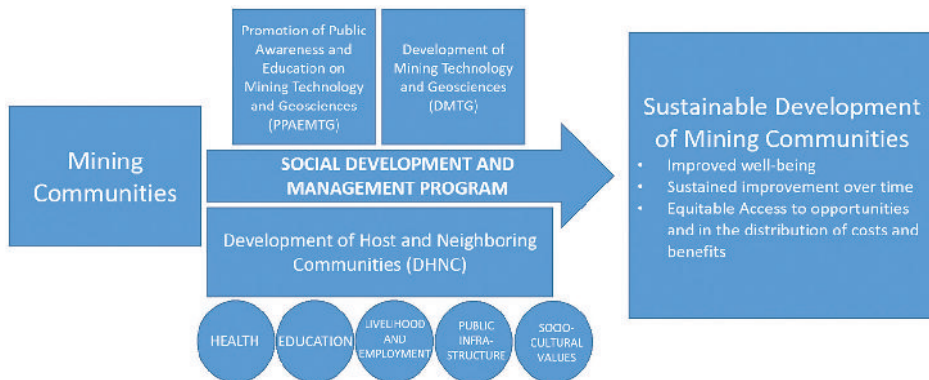 Promotion of Public
Awareness and
Education on
Mining Technology
and Geosciences
(PPAEMTG)
Development of
Mining Technology
and Geosciences
(DMTG)
Mining
Communities
SOCIAL DEVELOPMENT AND
MANAGEMENT PROGRAM
Development of Host and Neighboring
Communities (DHNC)
HEALTH
EDUCATION
LIVELIHOOD
AND
EMPLOYMENT
PUBLIC
INFRA-
STRUCTURE
SOCIO-
CULTURAL
VALUES
Sustainable Development
of Mining Communities
• Improved well-being
• Sustained improvement over time
• Equitable Access to opportunities
and in the distribution of costs and
benefits